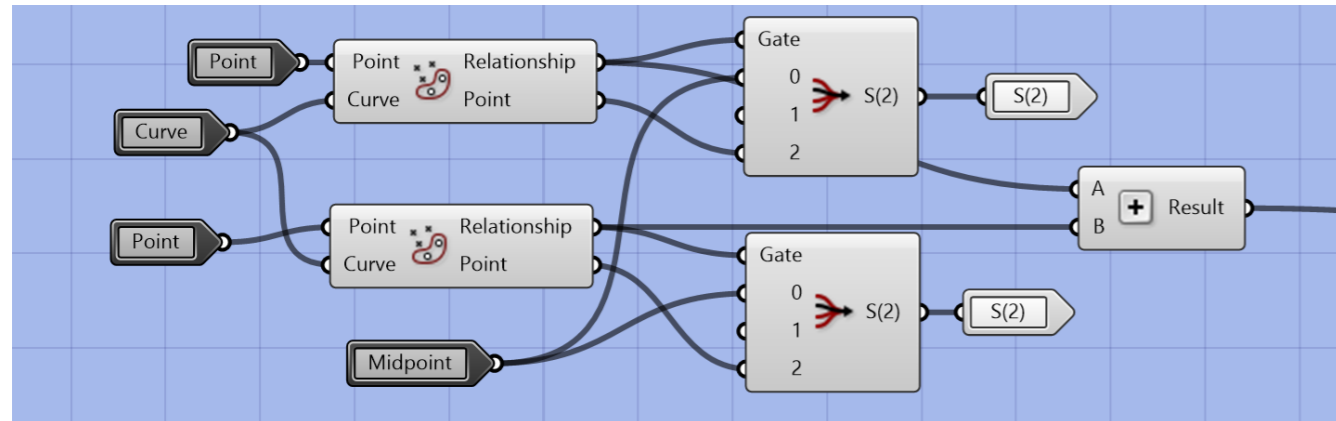 Point
Point
Curve
Relationship
Point
Curve
Point
Point
Curve
Relationship
Point
Midpoint
Gate
0
1
2
S(2)
S(2)
Gate
0
1
2
S(2)
S(2)
A
B
Result